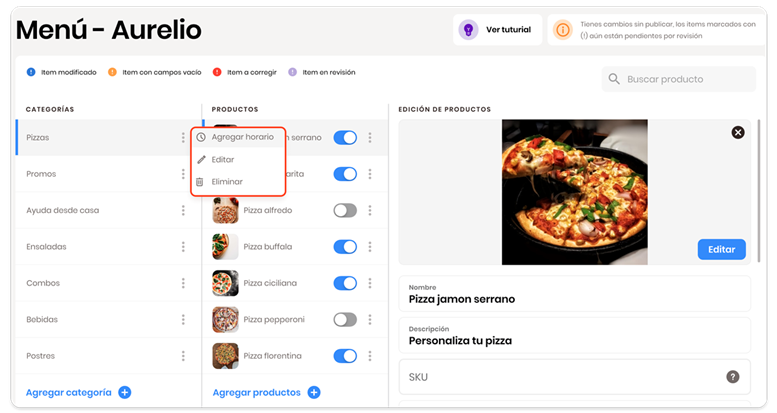 Menú - Aurelio
Ver tuturial
Tienes cambios sin publicar, los items marcados con
(!) aún están pendientes por revisión
Item modificado
Item con campos vacío
Item a corregir
Item en revisión
Buscar producto
CATEGORÍAS
Pizzas
Promos
Ayuda desde casa
Ensaladas
Combos
Bebidas
Postres
Agregar categoría
PRODUCTOS
Agregar horario
Editar
Eliminar
n serrano
arita
Pizza alfredo
Pizza buffala
Pizza ciciliana
Pizza pepperoni
Pizza florentina
Agregar productos
EDICIÓN DE PRODUCTOS
Editar
Nombre
Pizza jamon serrano
Descripción
Personaliza tu pizza
SKU